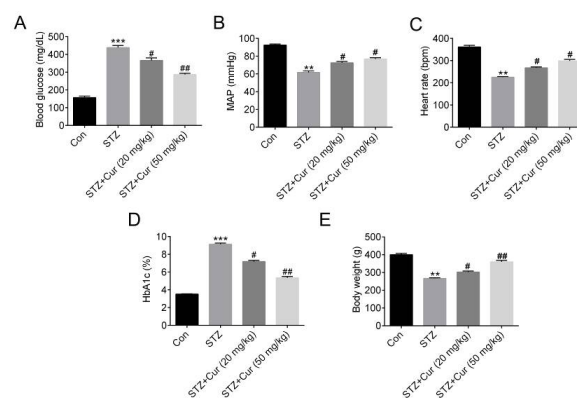 A
Blood glucose (mg/dL)
500
400
300
200
100
0
***
#
##
Con
STZ
STZ+Cur (20 mg/kg)
STZ+Cur (50 mg/kg)
B
MAP (mmHg)
100
80
60
40
20
0
**
#
#
Con
STZ
STZ+Cur (20 mg/kg)
STZ+Cur (50 mg/kg)
C
Heart rate (bpm)
400
300
200
100
0
**
#
#
Con
STZ
STZ+Cur (20 mg/kg)
STZ+Cur (50 mg/kg)
D
HbA1c (%)
10
8
6
4
2
0
***
#
##
Con
STZ
STZ+Cur (20 mg/kg)
STZ+Cur (50 mg/kg)
E
Body weight (g)
500
400
300
200
100
0
**
#
##
Con
STZ
STZ+Cur (20 mg/kg)
STZ+Cur (50 mg/kg)